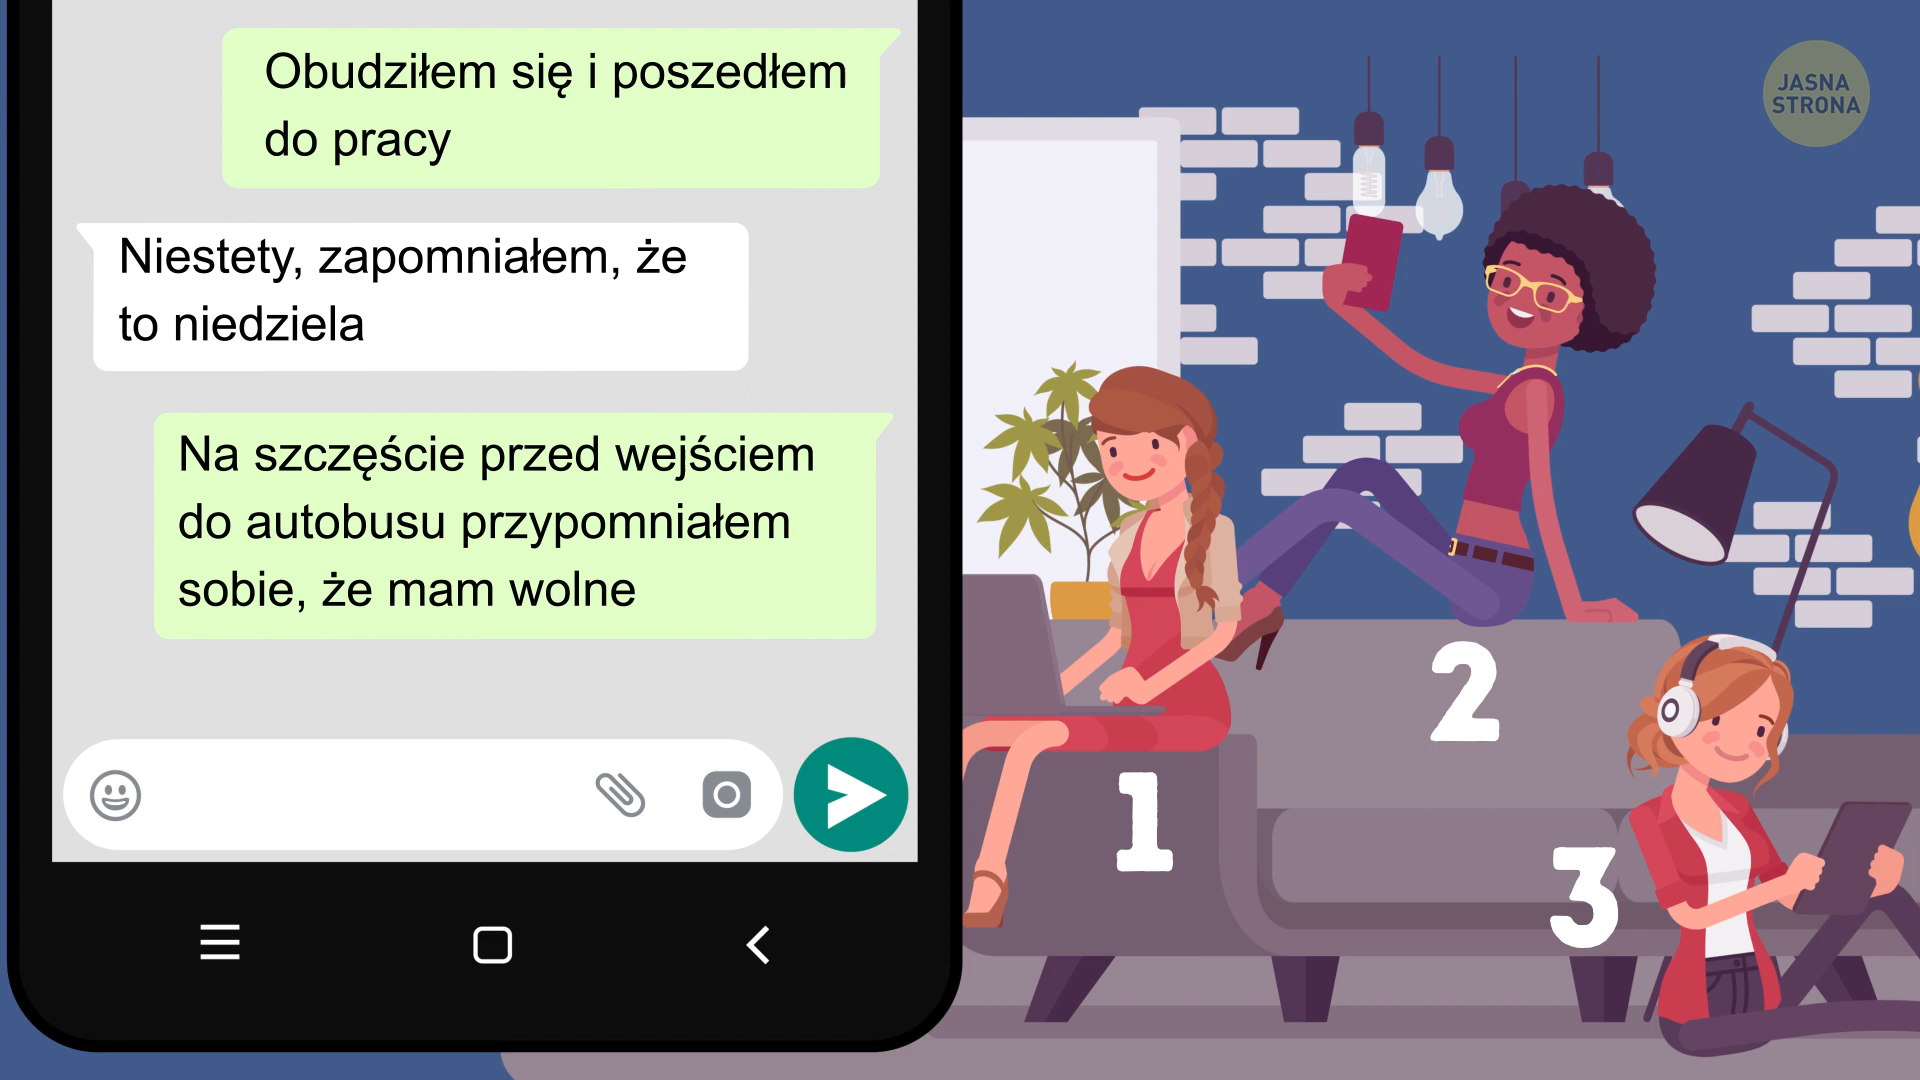 Obudziłem się i poszedłem
do pracy
Niestety, zapomniałem, że
to niedziela
Na szczęście przed wejściem
do autobusu przypomniałem
sobie, że mam wolne
JASNA
STRONA
2
1
3